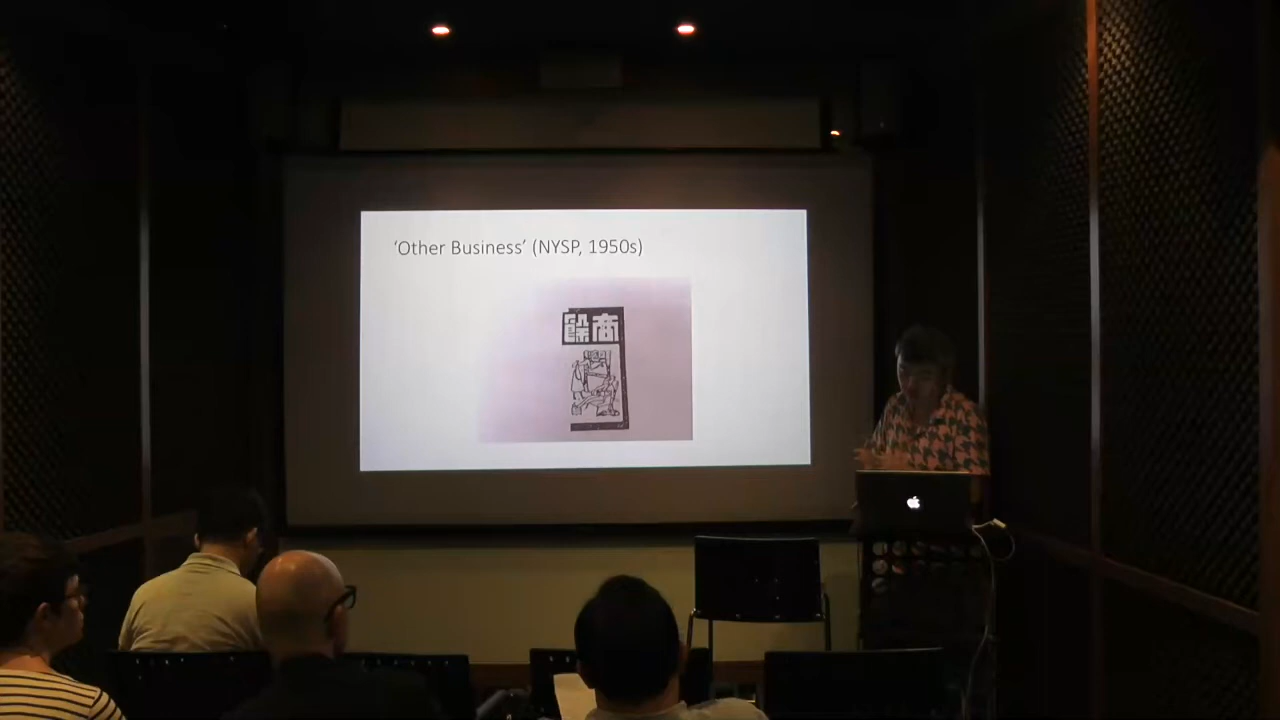 ‘Other Business’ (NYSP, 1950s)
餘商